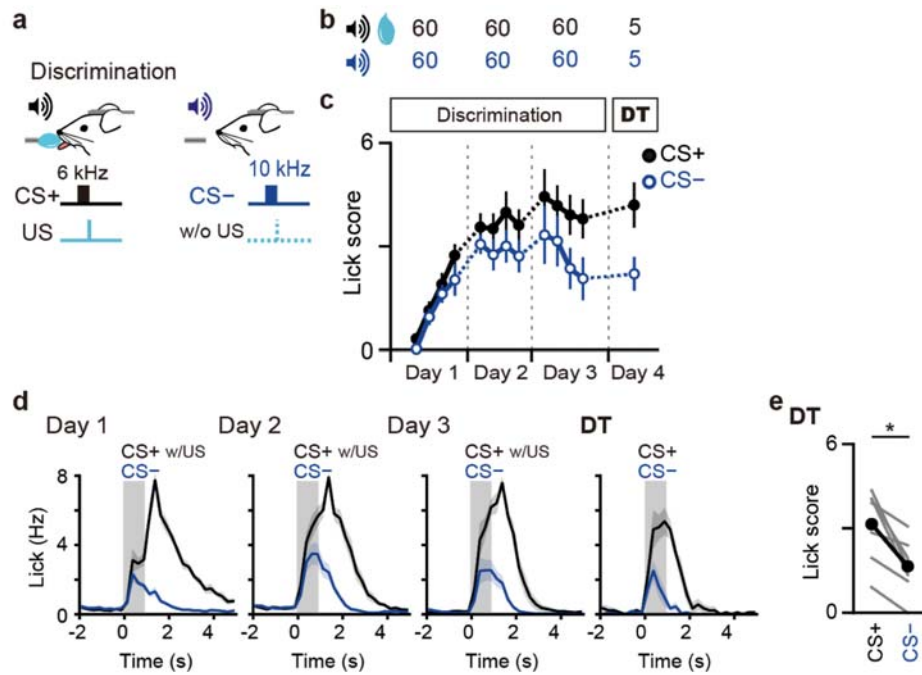 a
Discrimination
6 kHz
10 kHz
CS+
CS−
US
w/o US
b
60 60 60 5
60 60 60 5
c
Discrimination
DT
6
CS+
CS−
Lick score
0
Day 1 Day 2 Day 3 Day 4
d
Day 1
Day 2
Day 3
DT
CS+ w/US
CS−
CS+ w/US
CS−
CS+ w/US
CS−
CS+
CS−
8
4
0
Lick (Hz)
-2 0 2 4
-2 0 2 4
-2 0 2 4
-2 0 2 4
Time (s)
Time (s)
Time (s)
Time (s)
e
DT
*
6
Lick score
0
CS+
CS−